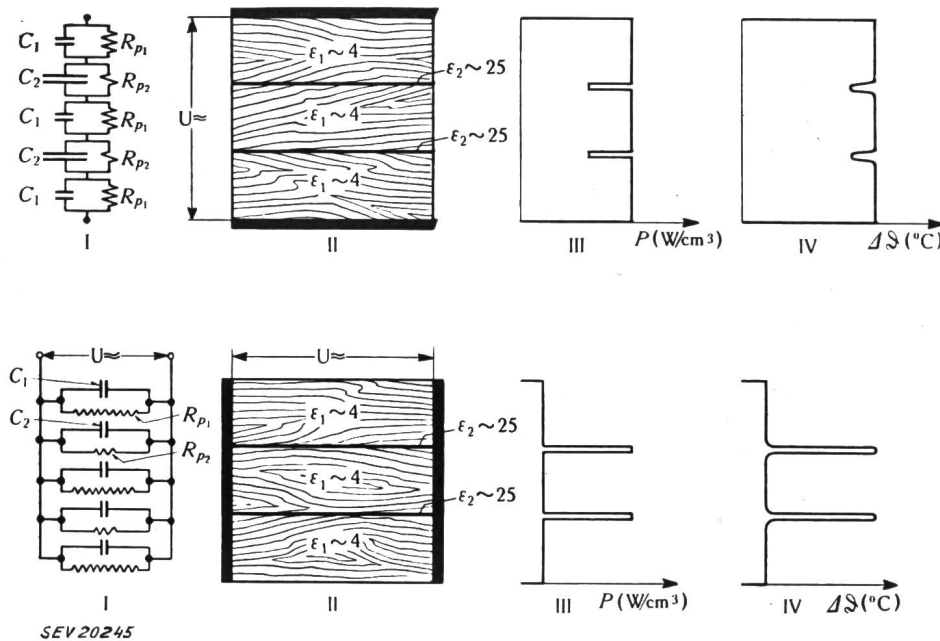 C1
Rp1
C2
Rp2
C1
Rp1
C2
Rp2
C1
Rp1
I
U≈
ε1~4
ε2~25
ε1~4
ε2~25
ε1~4
II
III
P (W/cm³)
IV
Δϑ (°C)
U≈
C1
C2
Rp1
Rp2
I
U≈
ε1~4
ε2~25
ε1~4
ε2~25
ε1~4
II
III
P (W/cm³)
IV
Δϑ (°C)
SEV 20245